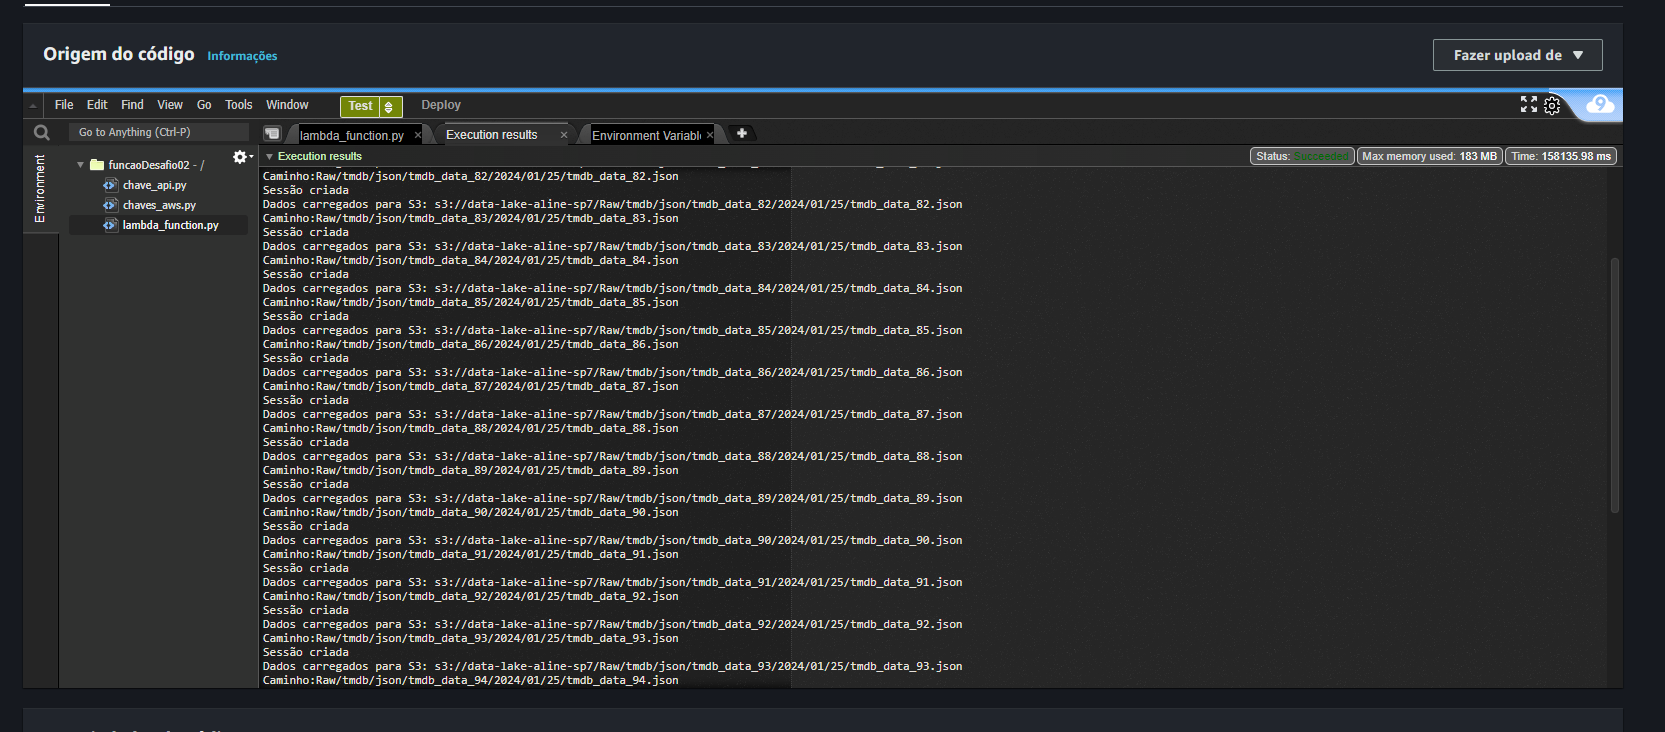 Origem do código Informações
Fazer upload de
File Edit Find View Go Tools Window Test Deploy
Go to Anything (Ctrl-P)
lambda_function.py × Execution results × Environment Variabl ×
Environment
funcaoDesafio02 - /
chave_api.py
chaves_aws.py
lambda_function.py
Execution results
Status: Succeeded Max memory used: 183 MB Time: 158135.98 ms
Caminho:Raw/tmdb/json/tmdb_data_82/2024/01/25/tmdb_data_82.json
Sessão criada
Dados carregados para S3: s3://data-lake-aline-sp7/Raw/tmdb/json/tmdb_data_82/2024/01/25/tmdb_data_82.json
Caminho:Raw/tmdb/json/tmdb_data_83/2024/01/25/tmdb_data_83.json
Sessão criada
Dados carregados para S3: s3://data-lake-aline-sp7/Raw/tmdb/json/tmdb_data_83/2024/01/25/tmdb_data_83.json
Caminho:Raw/tmdb/json/tmdb_data_84/2024/01/25/tmdb_data_84.json
Sessão criada
Dados carregados para S3: s3://data-lake-aline-sp7/Raw/tmdb/json/tmdb_data_84/2024/01/25/tmdb_data_84.json
Caminho:Raw/tmdb/json/tmdb_data_85/2024/01/25/tmdb_data_85.json
Sessão criada
Dados carregados para S3: s3://data-lake-aline-sp7/Raw/tmdb/json/tmdb_data_85/2024/01/25/tmdb_data_85.json
Caminho:Raw/tmdb/json/tmdb_data_86/2024/01/25/tmdb_data_86.json
Sessão criada
Dados carregados para S3: s3://data-lake-aline-sp7/Raw/tmdb/json/tmdb_data_86/2024/01/25/tmdb_data_86.json
Caminho:Raw/tmdb/json/tmdb_data_87/2024/01/25/tmdb_data_87.json
Sessão criada
Dados carregados para S3: s3://data-lake-aline-sp7/Raw/tmdb/json/tmdb_data_87/2024/01/25/tmdb_data_87.json
Caminho:Raw/tmdb/json/tmdb_data_88/2024/01/25/tmdb_data_88.json
Sessão criada
Dados carregados para S3: s3://data-lake-aline-sp7/Raw/tmdb/json/tmdb_data_88/2024/01/25/tmdb_data_88.json
Caminho:Raw/tmdb/json/tmdb_data_89/2024/01/25/tmdb_data_89.json
Sessão criada
Dados carregados para S3: s3://data-lake-aline-sp7/Raw/tmdb/json/tmdb_data_89/2024/01/25/tmdb_data_89.json
Caminho:Raw/tmdb/json/tmdb_data_90/2024/01/25/tmdb_data_90.json
Sessão criada
Dados carregados para S3: s3://data-lake-aline-sp7/Raw/tmdb/json/tmdb_data_90/2024/01/25/tmdb_data_90.json
Caminho:Raw/tmdb/json/tmdb_data_91/2024/01/25/tmdb_data_91.json
Sessão criada
Dados carregados para S3: s3://data-lake-aline-sp7/Raw/tmdb/json/tmdb_data_91/2024/01/25/tmdb_data_91.json
Caminho:Raw/tmdb/json/tmdb_data_92/2024/01/25/tmdb_data_92.json
Sessão criada
Dados carregados para S3: s3://data-lake-aline-sp7/Raw/tmdb/json/tmdb_data_92/2024/01/25/tmdb_data_92.json
Caminho:Raw/tmdb/json/tmdb_data_93/2024/01/25/tmdb_data_93.json
Sessão criada
Dados carregados para S3: s3://data-lake-aline-sp7/Raw/tmdb/json/tmdb_data_93/2024/01/25/tmdb_data_93.json
Caminho:Raw/tmdb/json/tmdb_data_94/2024/01/25/tmdb_data_94.json